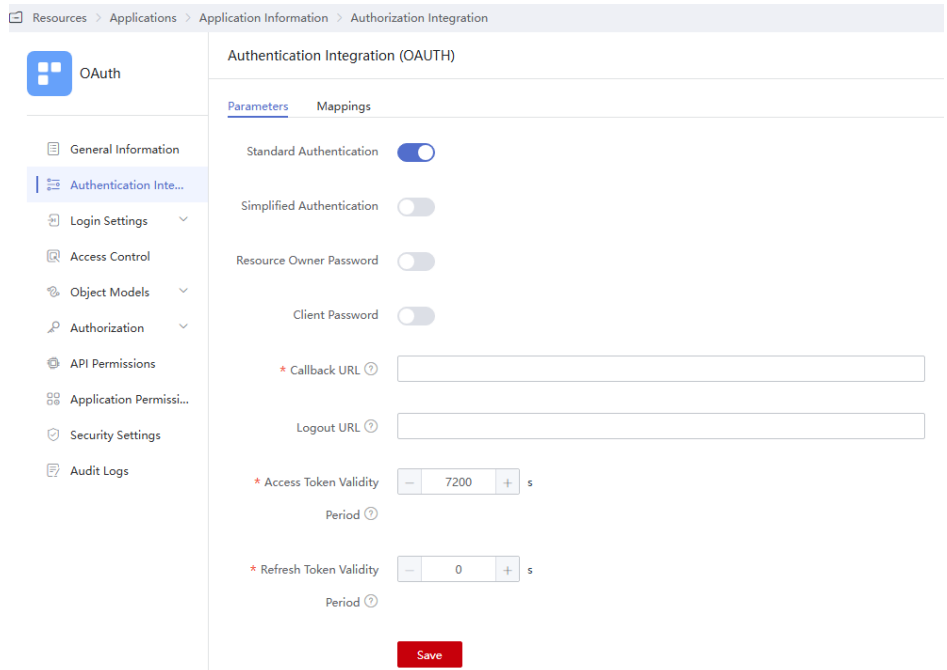 Resources > Applications > Application Information > Authorization Integration
OAuth
General Information
Authentication Inte...
Login Settings
Access Control
Object Models
Authorization
API Permissions
Application Permissi...
Security Settings
Audit Logs
Authentication Integration (OAUTH)
Parameters Mappings
Standard Authentication
Simplified Authentication
Resource Owner Password
Client Password
* Callback URL ?
Logout URL ?
* Access Token Validity − 7200 + s
Period ?
* Refresh Token Validity − 0 + s
Period ?
Save